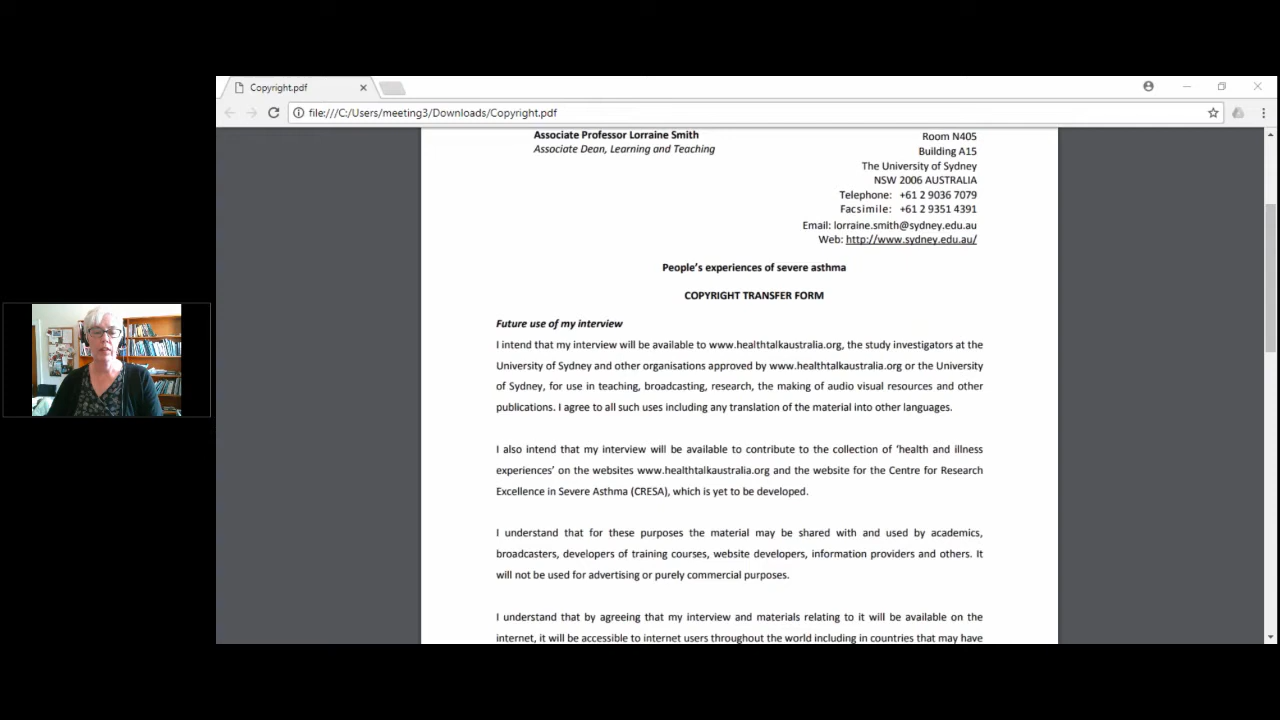 Copyright.pdf
file:///C:/Users/meeting3/Downloads/Copyright.pdf
Associate Professor Lorraine Smith
Associate Dean, Learning and Teaching
Room N405
Building A15
The University of Sydney
NSW 2006 AUSTRALIA
Telephone: +61 2 9036 7079
Facsimile: +61 2 9351 4391
Email: lorraine.smith@sydney.edu.au
Web: http://www.sydney.edu.au/
People's experiences of severe asthma
COPYRIGHT TRANSFER FORM
Future use of my interview
I intend that my interview will be available to www.healthtalkaustralia.org, the study investigators at the
University of Sydney and other organisations approved by www.healthtalkaustralia.org or the University
of Sydney, for use in teaching, broadcasting, research, the making of audio visual resources and other
publications. I agree to all such uses including any translation of the material into other languages.
I also intend that my interview will be available to contribute to the collection of 'health and illness
experiences' on the websites www.healthtalkaustralia.org and the website for the Centre for Research
Excellence in Severe Asthma (CRESA), which is yet to be developed.
I understand that for these purposes the material may be shared with and used by academics,
broadcasters, developers of training courses, website developers, information providers and others. It
will not be used for advertising or purely commercial purposes.
I understand that by agreeing that my interview and materials relating to it will be available on the
internet, it will be accessible to internet users throughout the world including in countries that may have